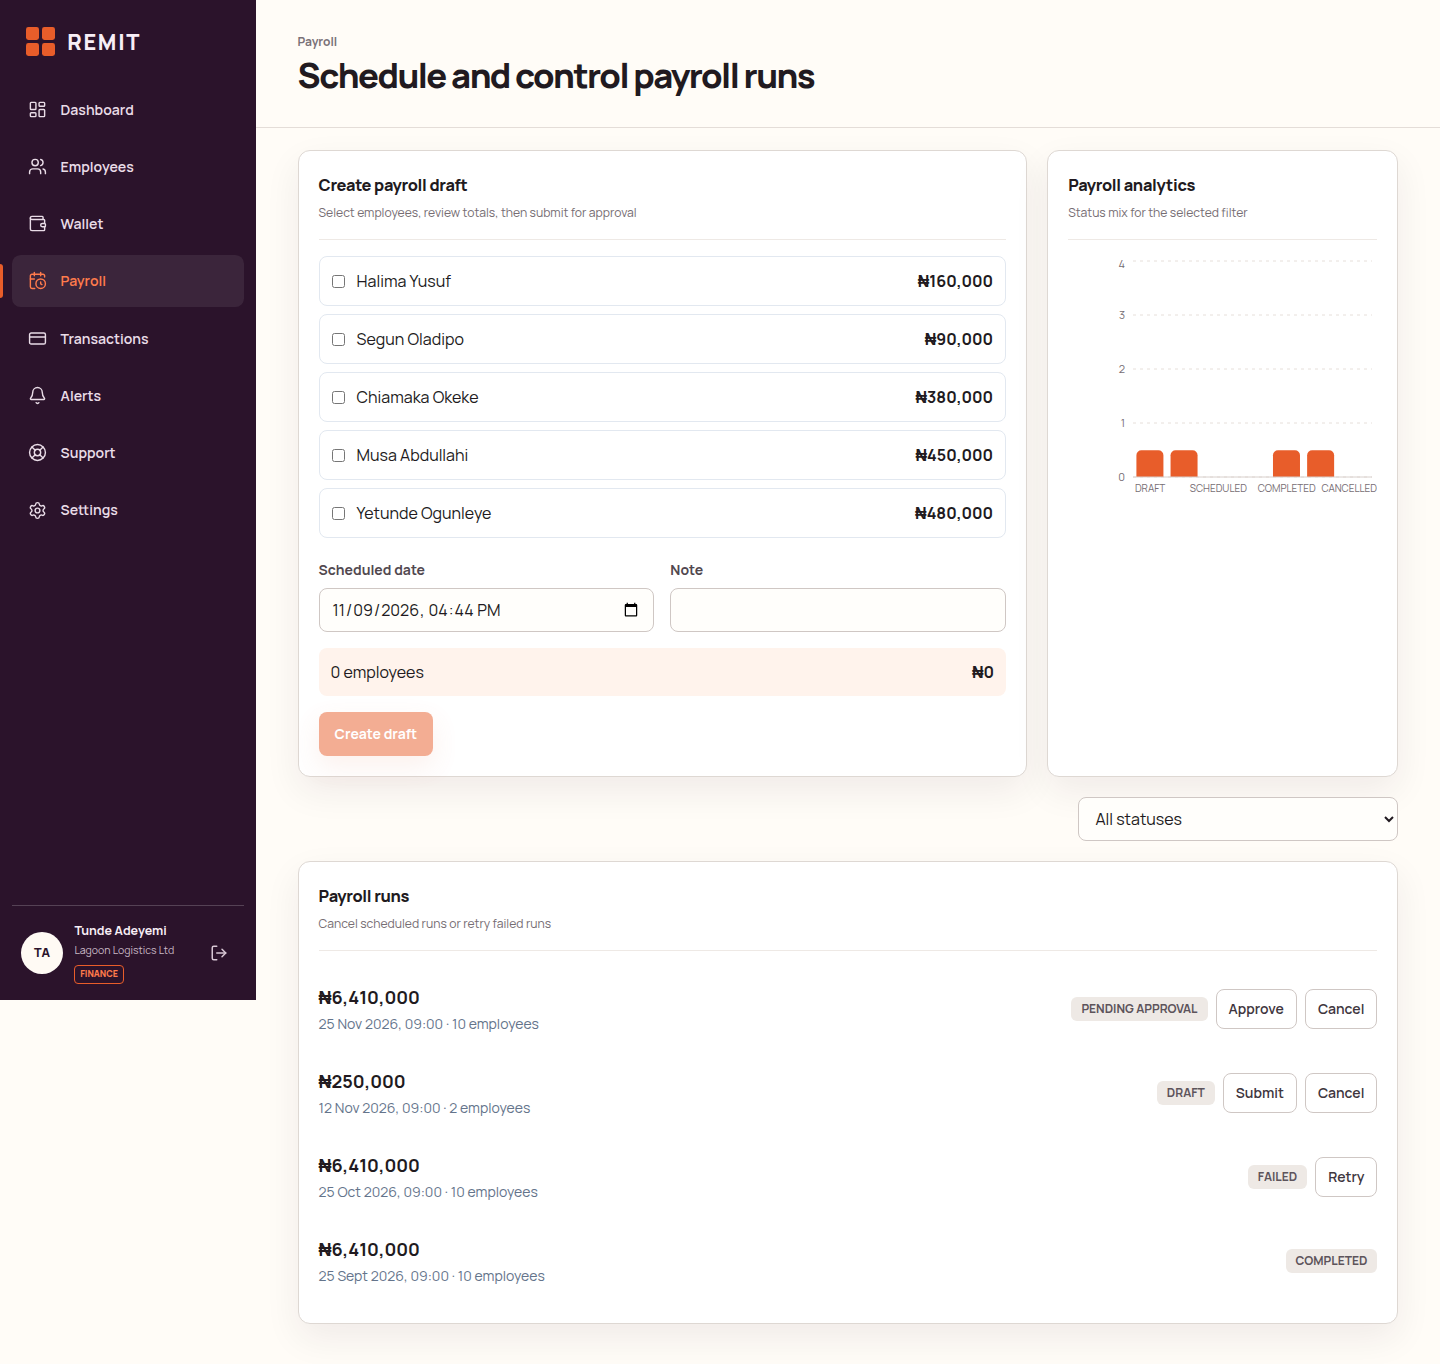 REMIT
Dashboard
Employees
Wallet
Payroll
Transactions
Alerts
Support
Settings
TA
Tunde Adeyemi
Lagoon Logistics Ltd
FINANCE
Payroll
Schedule and control payroll runs
Create payroll draft
Select employees, review totals, then submit for approval
Halima Yusuf ₦160,000
Segun Oladipo ₦90,000
Chiamaka Okeke ₦380,000
Musa Abdullahi ₦450,000
Yetunde Ogunleye ₦480,000
Scheduled date Note
11/09/2026, 04:44 PM
0 employees ₦0
Create draft
Payroll analytics
Status mix for the selected filter
4
3
2
1
0
DRAFT SCHEDULED COMPLETED CANCELLED
All statuses
Payroll runs
Cancel scheduled runs or retry failed runs
₦6,410,000
25 Nov 2026, 09:00 · 10 employees
PENDING APPROVAL Approve Cancel
₦250,000
12 Nov 2026, 09:00 · 2 employees
DRAFT Submit Cancel
₦6,410,000
25 Oct 2026, 09:00 · 10 employees
FAILED Retry
₦6,410,000
25 Sept 2026, 09:00 · 10 employees
COMPLETED